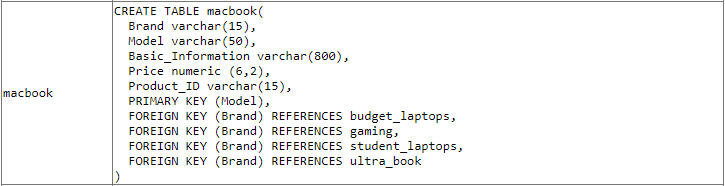 macbook
CREATE TABLE macbook(
Brand varchar(15),
Model varchar(50),
Basic_Information varchar(800),
Price numeric (6,2),
Product_ID varchar(15),
PRIMARY KEY (Model),
FOREIGN KEY (Brand) REFERENCES budget_laptops,
FOREIGN KEY (Brand) REFERENCES gaming,
FOREIGN KEY (Brand) REFERENCES student_laptops,
FOREIGN KEY (Brand) REFERENCES ultra_book
)